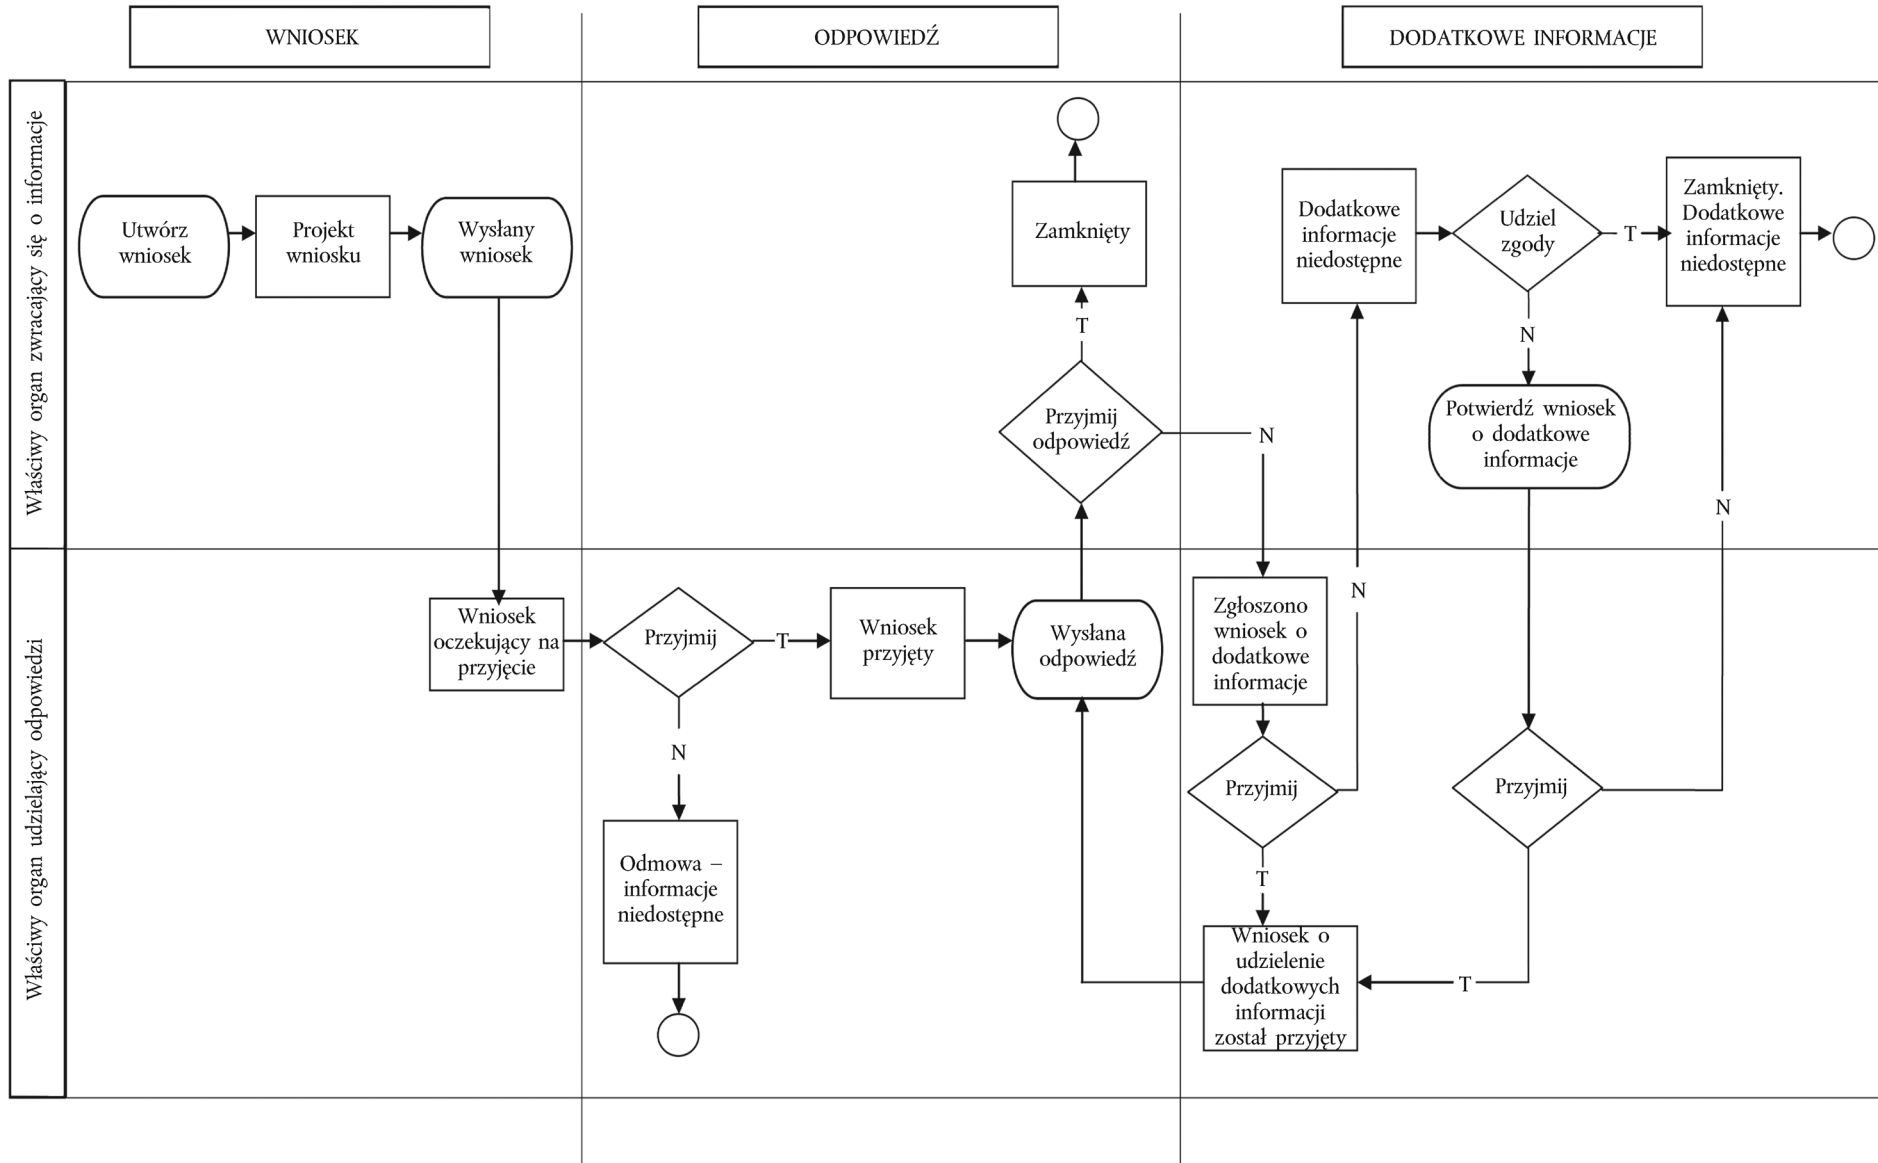 WNIOSEK
ODPOWIEDŹ
DODATKOWE INFORMACJE
Właściwy organ zwracający się o informacje
Utwórz
wniosek
Projekt
wniosku
Wysłany
wniosek
Zamknięty
T
Przyjmij
odpowiedź
N
Dodatkowe
informacje
niedostępne
Udziel
zgody
T
Zamknięty.
Dodatkowe
informacje
niedostępne
N
Potwierdź wniosek
o dodatkowe
informacje
N
Właściwy organ udzielający odpowiedzi
Wniosek
oczekujący na
przyjęcie
Przyjmij
T
Wniosek
przyjęty
Wysłana
odpowiedź
N
Odmowa –
informacje
niedostępne
Zgłoszono
wniosek o
dodatkowe
informacje
N
Przyjmij
T
Przyjmij
Wniosek o
udzielenie
dodatkowych
informacji
został przyjęty
T